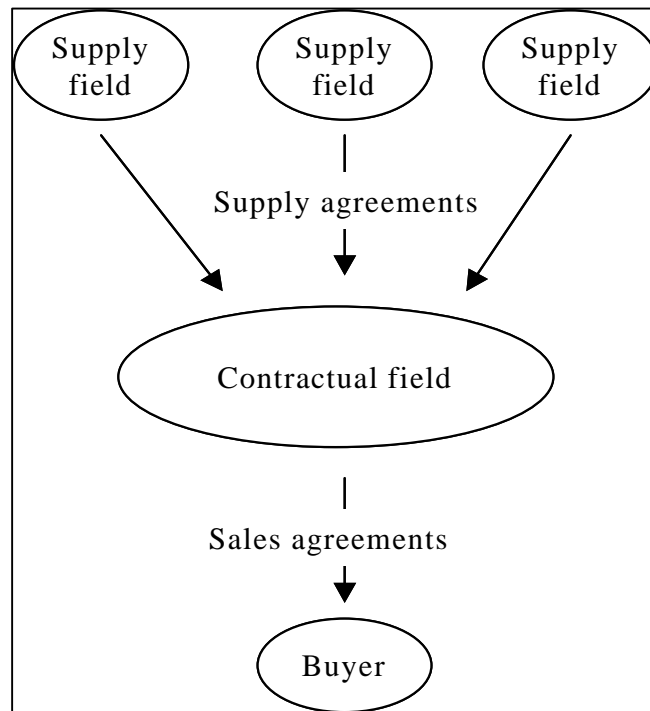 Supply
field
Supply
field
Supply
field
Supply agreements
Contractual field
Sales agreements
Buyer